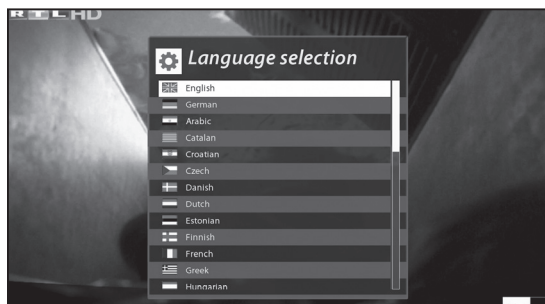 RTL HD
Language selection
English
German
Arabic
Catalan
Croatian
Czech
Danish
Dutch
Estonian
Finnish
French
Greek
Hungarian